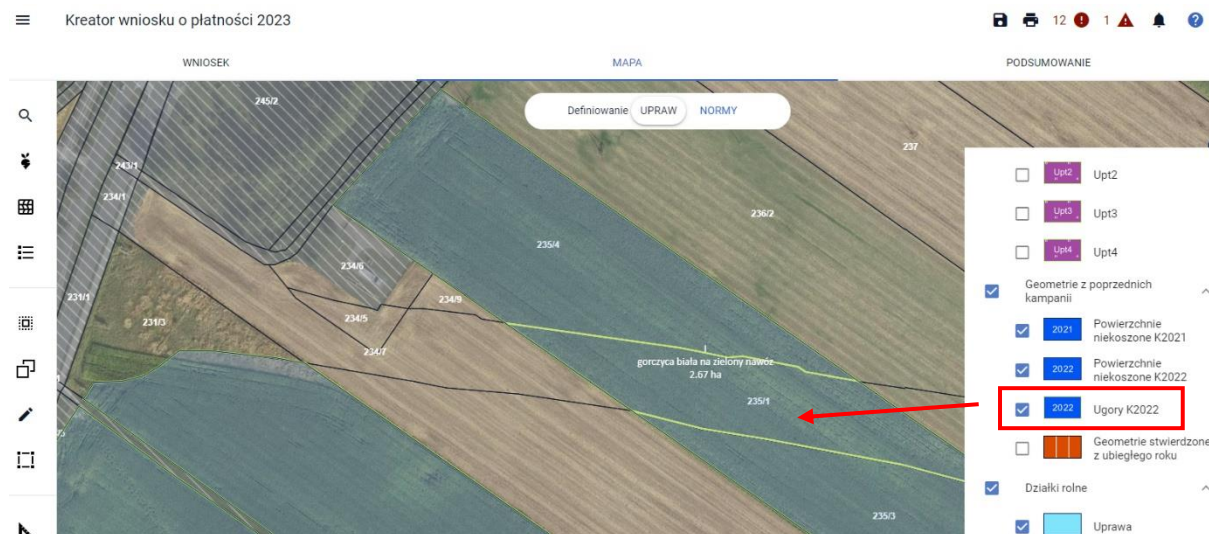 Kreator wniosku o płatności 2023
12 1
WNIOSEK MAPA PODSUMOWANIE
Definiowanie UPRAW NORMY
245/2
237
243/1
234/1
236/2
235/4
234/6
231/1
234/9
231/3
234/5
234/7
I
gorczyca biała na zielony nawóz
2.67 ha
235/1
235/3
Upt2 Upt2
Upt3 Upt3
Upt4 Upt4
Geometrie z poprzednich
kampanii
2021 Powierzchnie
niekoszone K2021
2022 Powierzchnie
niekoszone K2022
2022 Ugory K2022
Geometrie stwierdzone
z ubiegłego roku
Działki rolne
Uprawa